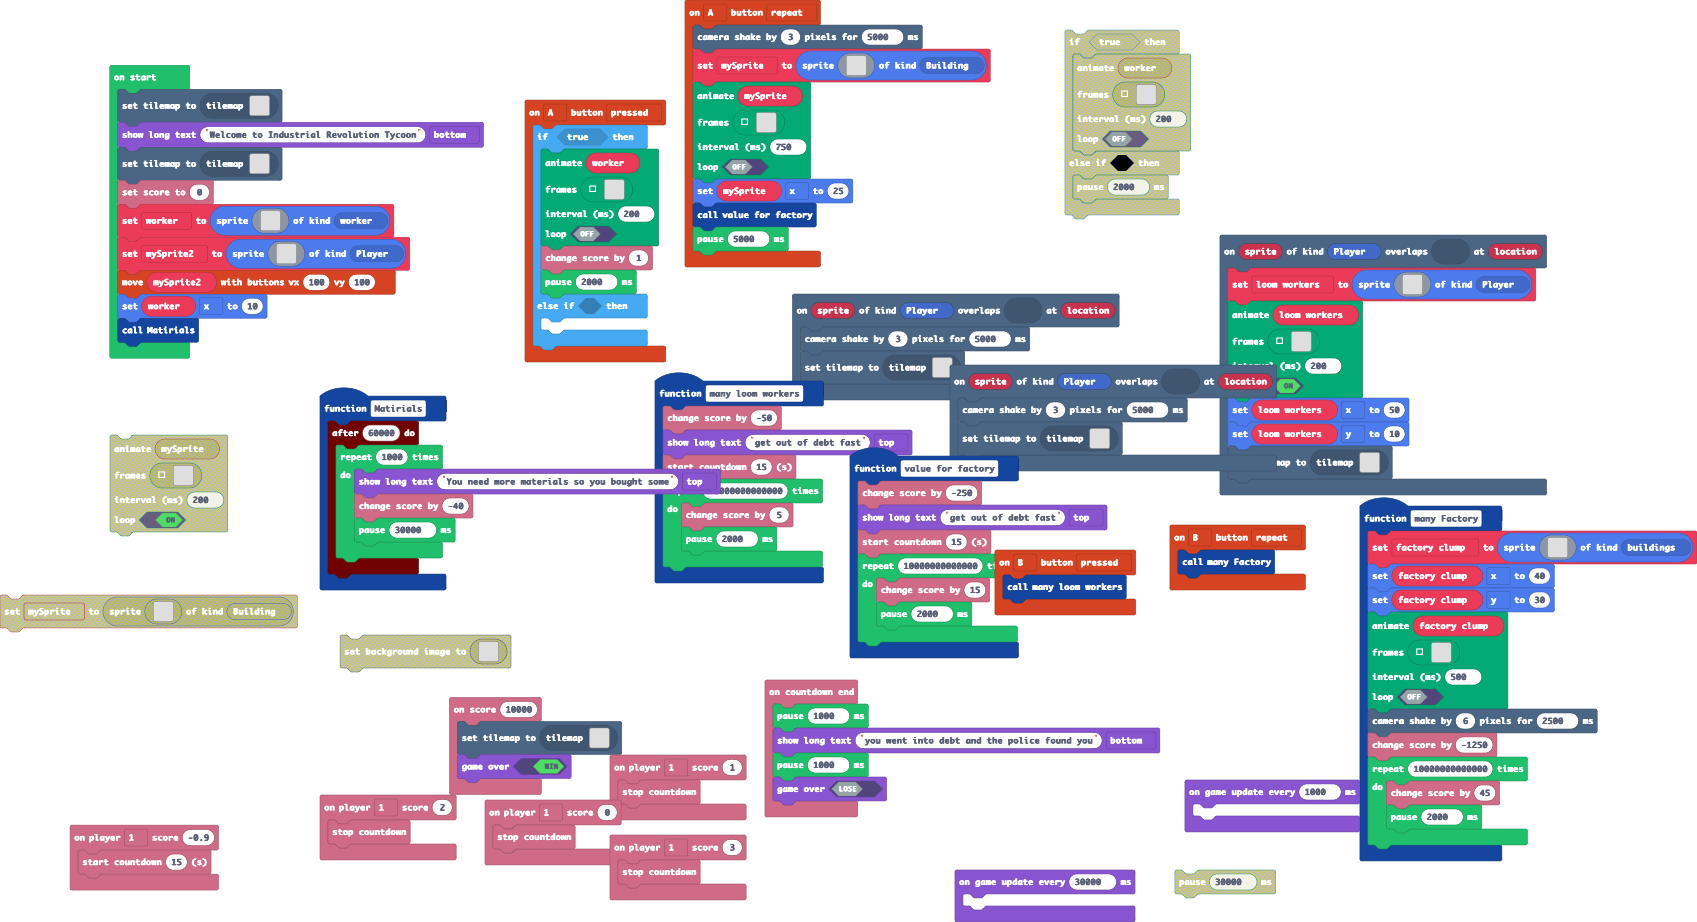 on start
set tilemap to tilemap
show long text "Welcome to Industrial Revolution Tycoon" bottom
set tilemap to tilemap
set score to 0
set worker to sprite of kind worker
set mySprite2 to sprite of kind Player
move mySprite2 with buttons vx 100 vy 100
set worker x to 10
call Matirials
on A button pressed
if true then
animate worker
frames
interval (ms) 200
loop OFF
change score by 1
pause 2000 ms
else if then
on A button repeat
camera shake by 3 pixels for 5000 ms
set mySprite to sprite of kind Building
animate mySprite
frames
interval (ms) 750
loop OFF
set mySprite x to 25
call value for factory
pause 5000 ms
if true then
animate worker
frames
interval (ms) 200
loop OFF
else if then
pause 2000 ms
on sprite of kind Player overlaps at location
set loom workers to sprite of kind Player
animate loom workers
frames
(ms) 200
ON
set loom workers x to 50
set loom workers y to 10
map to tilemap
on sprite of kind Player overlaps at location
camera shake by 3 pixels for 5000 ms
set tilemap to tilemap
on sprite of kind Player overlaps at location
camera shake by 3 pixels for 5000 ms
set tilemap to tilemap
animate mySprite
frames
interval (ms) 200
loop ON
function Matirials
after 60000 do
repeat 1000 times
do show long text "You need more materials so you bought some" top
change score by -40
pause 30000 ms
function many loom workers
change score by -50
show long text "get out of debt fast" top
start countdown 15 (s)
times
do change score by 5
pause 2000 ms
function value for factory
change score by -250
show long text "get out of debt fast" top
start countdown 15 (s)
repeat 10000000000000
do change score by 15
pause 2000 ms
on B button pressed
call many loom workers
on B button repeat
call many Factory
function many Factory
set factory clump to sprite of kind buildings
set factory clump x to 40
set factory clump y to 30
animate factory clump
frames
interval (ms) 500
loop OFF
camera shake by 6 pixels for 2500 ms
change score by -1250
repeat 10000000000000 times
do change score by 45
pause 2000 ms
set mySprite to sprite of kind Building
set background image to
on score 10000
set tilemap to tilemap
game over WIN
on countdown end
pause 1000 ms
show long text "you went into debt and the police found you" bottom
pause 1000 ms
game over LOSE
on player 1 score 1
stop countdown
on player 1 score 2
stop countdown
on player 1 score 0
stop countdown
on player 1 score 3
stop countdown
on player 1 score -0.9
start countdown 15 (s)
on game update every 1000 ms
on game update every 30000 ms
pause 30000 ms